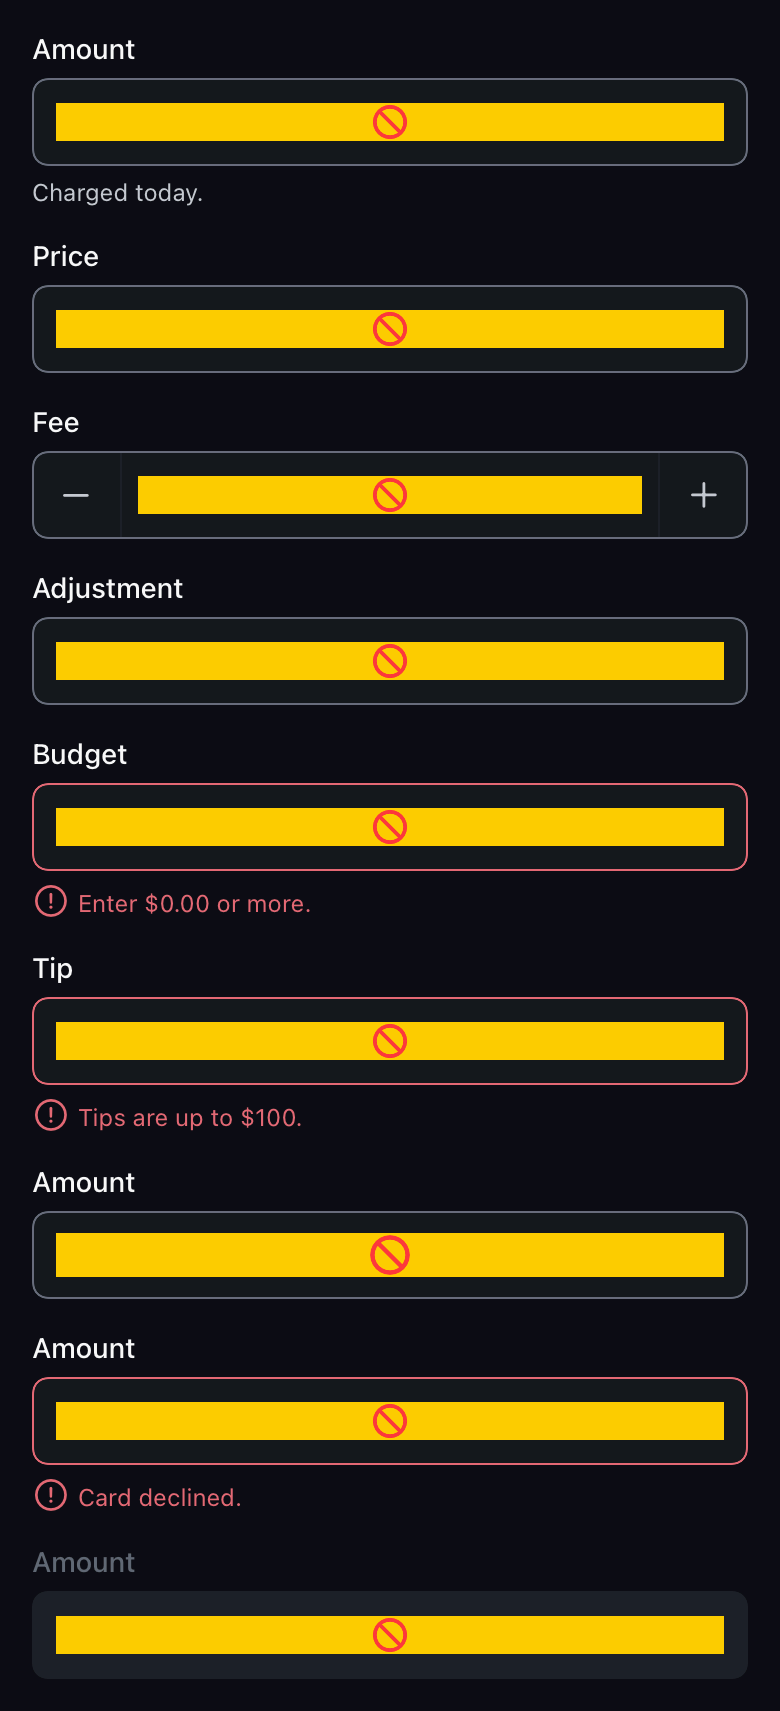 Amount
Charged today.
Price
Fee
Adjustment
Budget
Enter $0.00 or more.
Tip
Tips are up to $100.
Amount
Amount
Card declined.
Amount